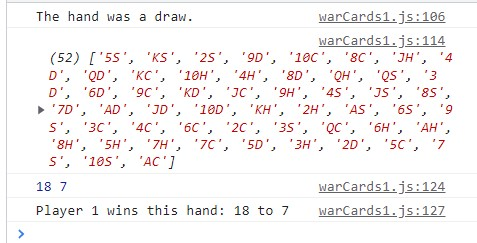 The hand was a draw. warCards1.js:106
warCards1.js:114
(52) ['5S', 'KS', '2S', '9D', '10C', '8C', 'JH', '4
D', 'QD', 'KC', '10H', '4H', '8D', 'QH', 'QS', '3
D', '6D', '9C', 'KD', 'JC', '9H', '4S', 'JS', '8S',
'7D', 'AD', 'JD', '10D', 'KH', '2H', 'AS', '6S', '9
S', '3C', '4C', '6C', '2C', '3S', 'QC', '6H', 'AH',
'8H', '5H', '7H', '7C', '5D', '3H', '2D', '5C', '7
S', '10S', 'AC']
18 7 warCards1.js:124
Player 1 wins this hand: 18 to 7 warCards1.js:127